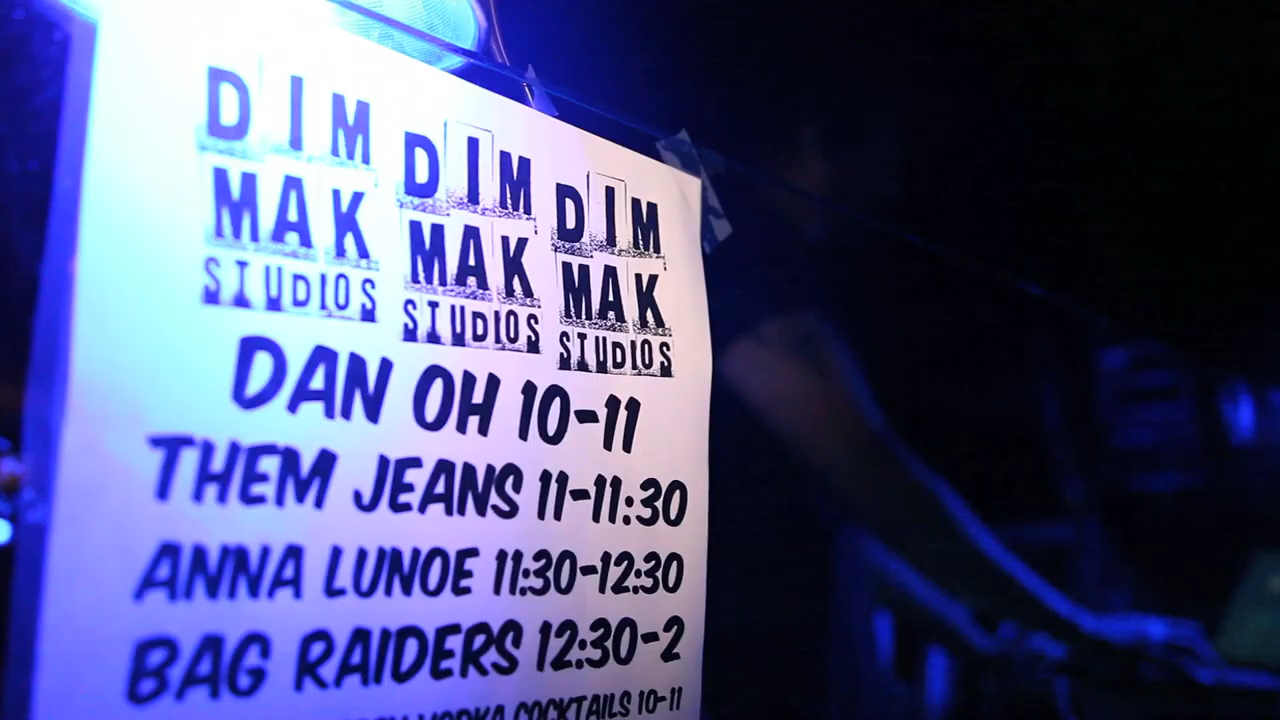 DIM DIM DIM
MAK MAK MAK
STUDIOS STUDIOS STUDIOS
DAN OH 10-11
THEM JEANS 11-11:30
ANNA LUNOE 11:30-12:30
BAG RAIDERS 12:30-2
VODKA COCKTAILS 10-11